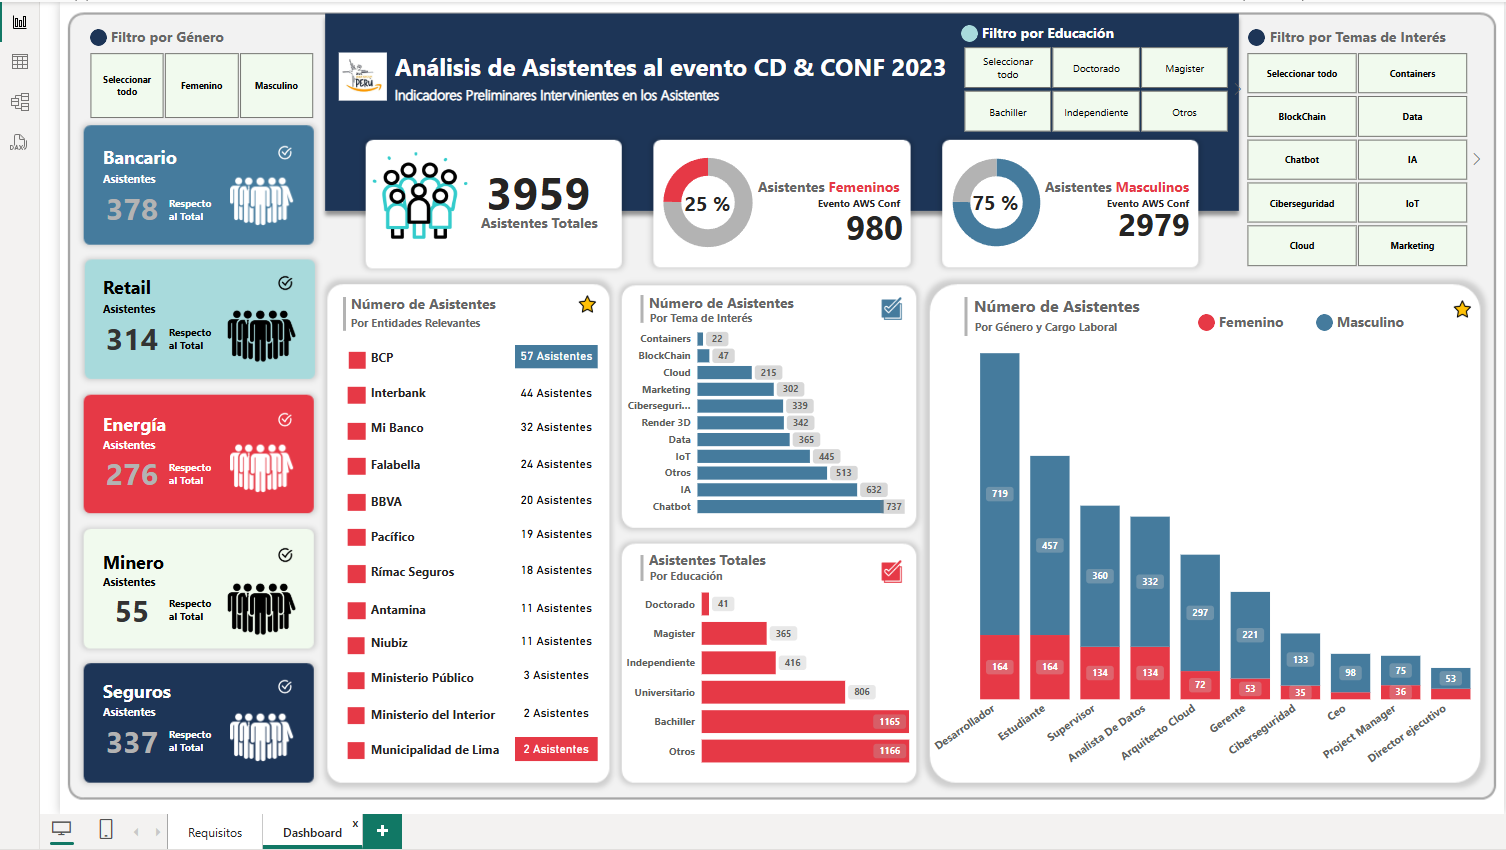 Filtro por Género
Seleccionar
todo
Femenino
Masculino
PERU
Análisis de Asistentes al evento CD & CONF 2023
Indicadores Preliminares Intervinientes en los Asistentes
Filtro por Educación
Seleccionar
todo
Doctorado
Magister
Bachiller
Independiente
Otros
Filtro por Temas de Interés
Seleccionar todo
Containers
BlockChain
Data
Chatbot
IA
Ciberseguridad
IoT
Cloud
Marketing
Bancario
Asistentes
378
Respecto
al Total
Retail
Asistentes
314
Respecto
al Total
Energía
Asistentes
276
Respecto
al Total
Minero
Asistentes
55
Respecto
al Total
Seguros
Asistentes
337
Respecto
al Total
3959
Asistentes Totales
25 %
Asistentes Femeninos
Evento AWS Conf
980
75 %
Asistentes Masculinos
Evento AWS Conf
2979
Número de Asistentes
Por Entidades Relevantes
BCP 57 Asistentes
Interbank 44 Asistentes
Mi Banco 32 Asistentes
Falabella 24 Asistentes
BBVA 20 Asistentes
Pacífico 19 Asistentes
Rímac Seguros 18 Asistentes
Antamina 11 Asistentes
Niubiz 11 Asistentes
Ministerio Público 3 Asistentes
Ministerio del Interior 2 Asistentes
Municipalidad de Lima 2 Asistentes
Número de Asistentes
Por Tema de Interés
Containers 22
BlockChain 47
Cloud 215
Marketing 302
Ciberseguri... 339
Render 3D 342
Data 365
IoT 445
Otros 513
IA 632
Chatbot 737
Asistentes Totales
Por Educación
Doctorado 41
Magister 365
Independiente 416
Universitario 806
Bachiller 1165
Otros 1166
Número de Asistentes
Por Género y Cargo Laboral
Femenino
Masculino
719
457
360
332
297
221
133
98
75
53
164
164
134
134
72
53
35
36
Desarrollador
Estudiante
Supervisor
Analista De Datos
Arquitecto Cloud
Gerente
Ciberseguridad
Ceo
Project Manager
Director ejecutivo
Requisitos
Dashboard
x
+